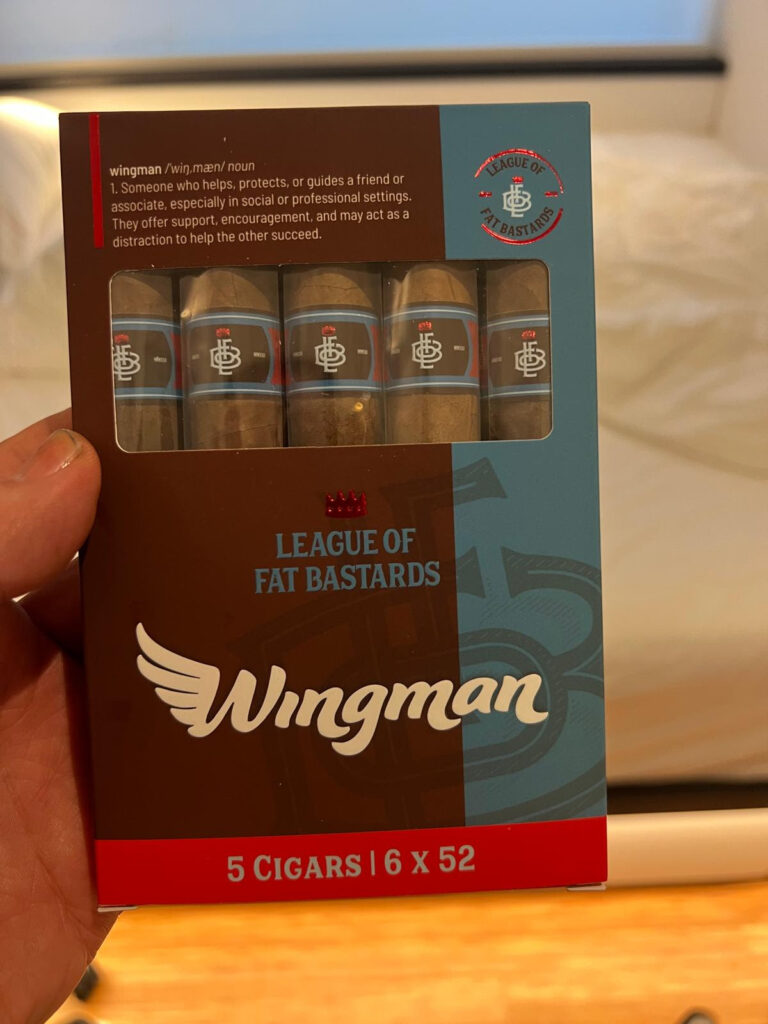 wingman /'wiŋ,mæn/ noun
1. Someone who helps, protects, or guides a friend or
associate, especially in social or professional settings.
They offer support, encouragement, and may act as a
distraction to help the other succeed.
LEAGUE OF
FAT BASTARDS
LEAGUE OF
FAT BASTARDS
Wingman
5 CIGARS | 6 X 52